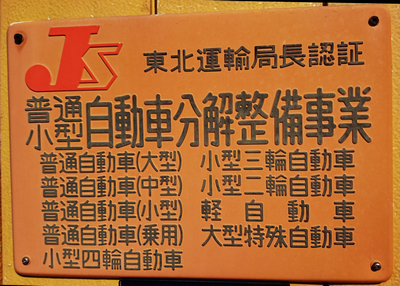 JS
東北運輸局長認証
普通
小型
自動車分解整備事業
普通自動車(大型) 小型三輪自動車
普通自動車(中型) 小型二輪自動車
普通自動車(小型) 軽自動車
普通自動車(乗用) 大型特殊自動車
小型四輪自動車